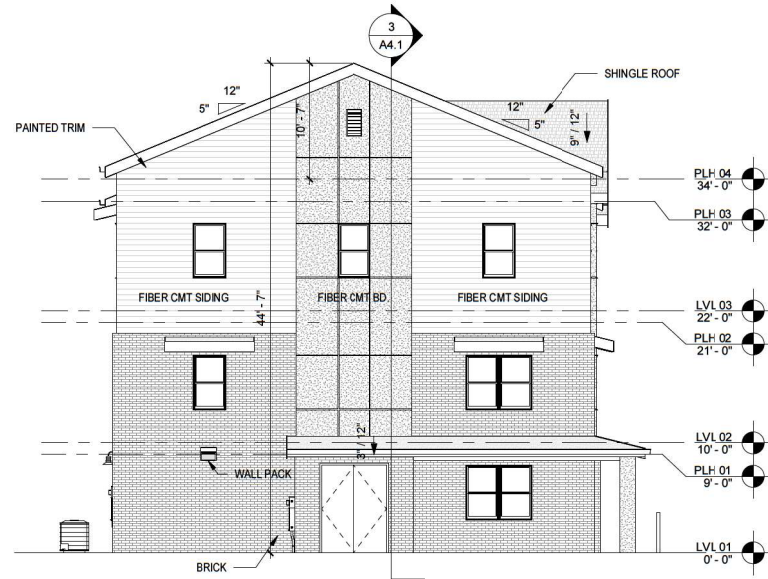 3
A4.1
SHINGLE ROOF
12"
5"
12"
5"
9" / 12"
10' - 7"
PAINTED TRIM
PLH 04
34' - 0"
PLH 03
32' - 0"
FIBER CMT SIDING
FIBER CMT BD.
FIBER CMT SIDING
44' - 7"
LVL 03
22' - 0"
PLH 02
21' - 0"
LVL 02
10' - 0"
3" / 12"
PLH 01
9' - 0"
WALL PACK
LVL 01
0' - 0"
BRICK